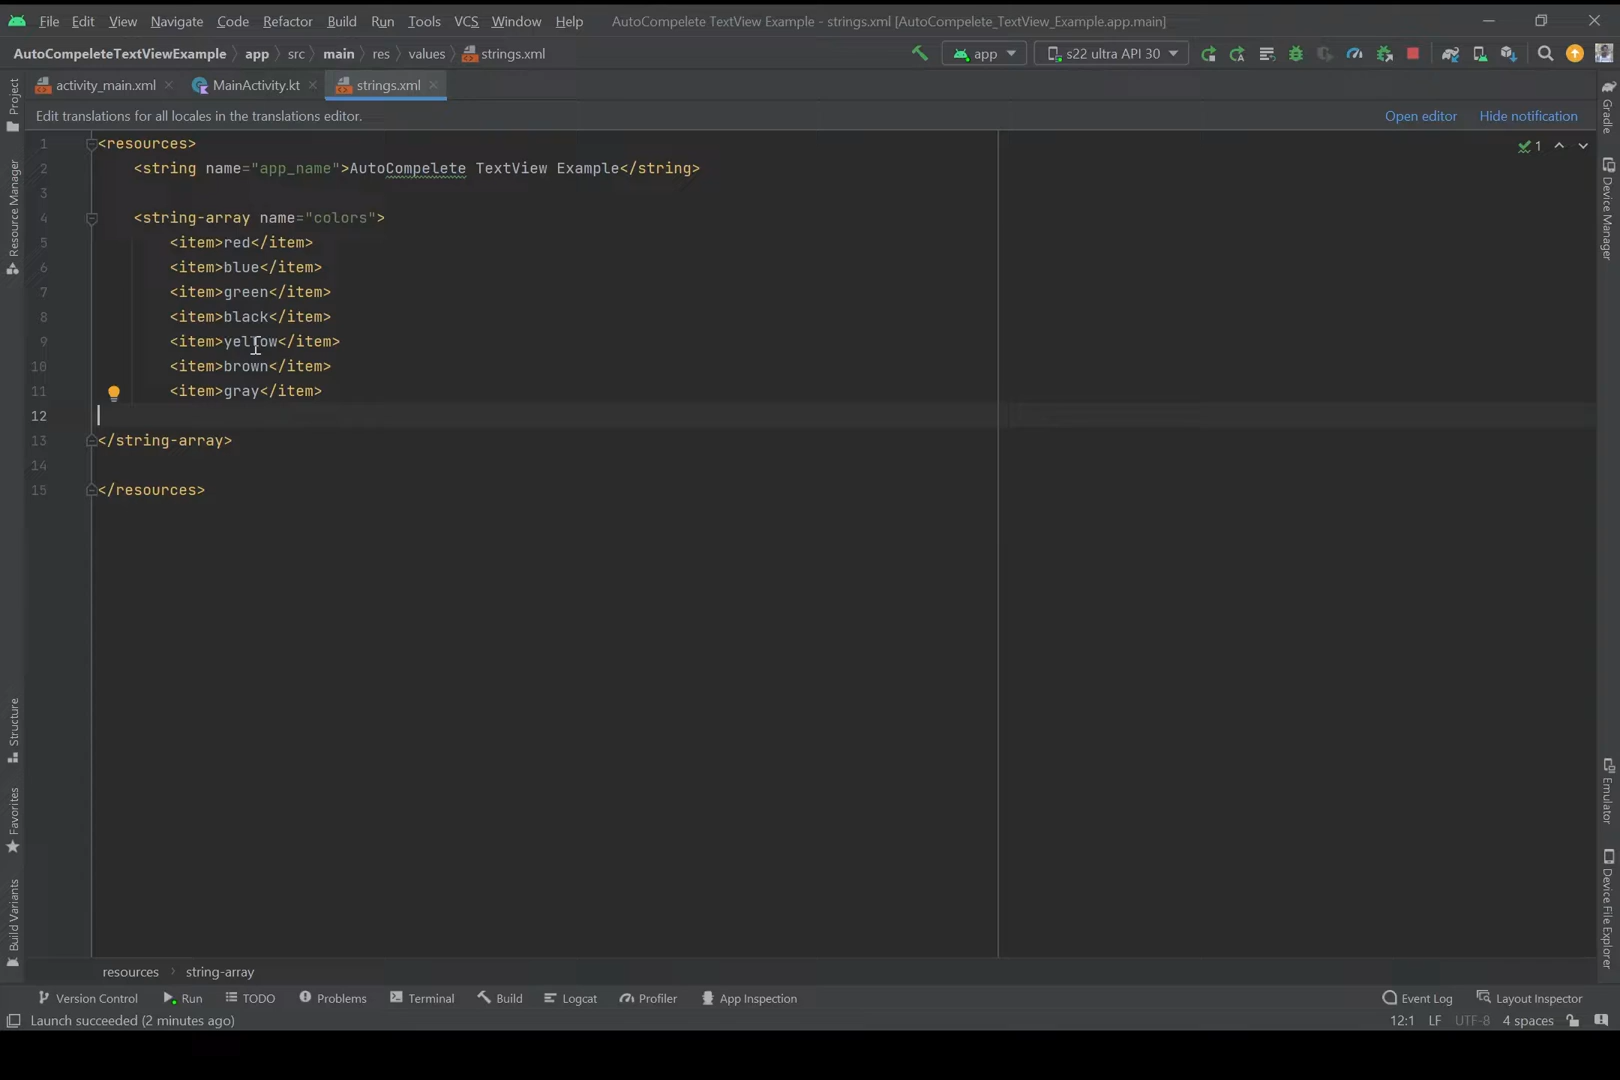 File Edit View Navigate Code Refactor Build Run Tools VCS Window Help AutoCompelete TextView Example - strings.xml [AutoCompelete_TextView_Example.app.main]
AutoCompeleteTextViewExample app src main res values strings.xml app s22 ultra API 30
activity_main.xml MainActivity.kt strings.xml
Edit translations for all locales in the translations editor. Open editor Hide notification
1 <resources> 1
2 <string name="app_name">AutoCompelete TextView Example</string>
3
4 <string-array name="colors">
5 <item>red</item>
6 <item>blue</item>
7 <item>green</item>
8 <item>black</item>
9 <item>yellow</item>
10 <item>brown</item>
11 <item>gray</item>
12
13 </string-array>
14
15 </resources>
Project
Resource Manager
Structure
Favorites
Build Variants
Gradle
Device Manager
Emulator
Device File Explorer
resources string-array
Version Control Run TODO Problems Terminal Build Logcat Profiler App Inspection Event Log Layout Inspector
Launch succeeded (2 minutes ago) 12:1 LF UTF-8 4 spaces